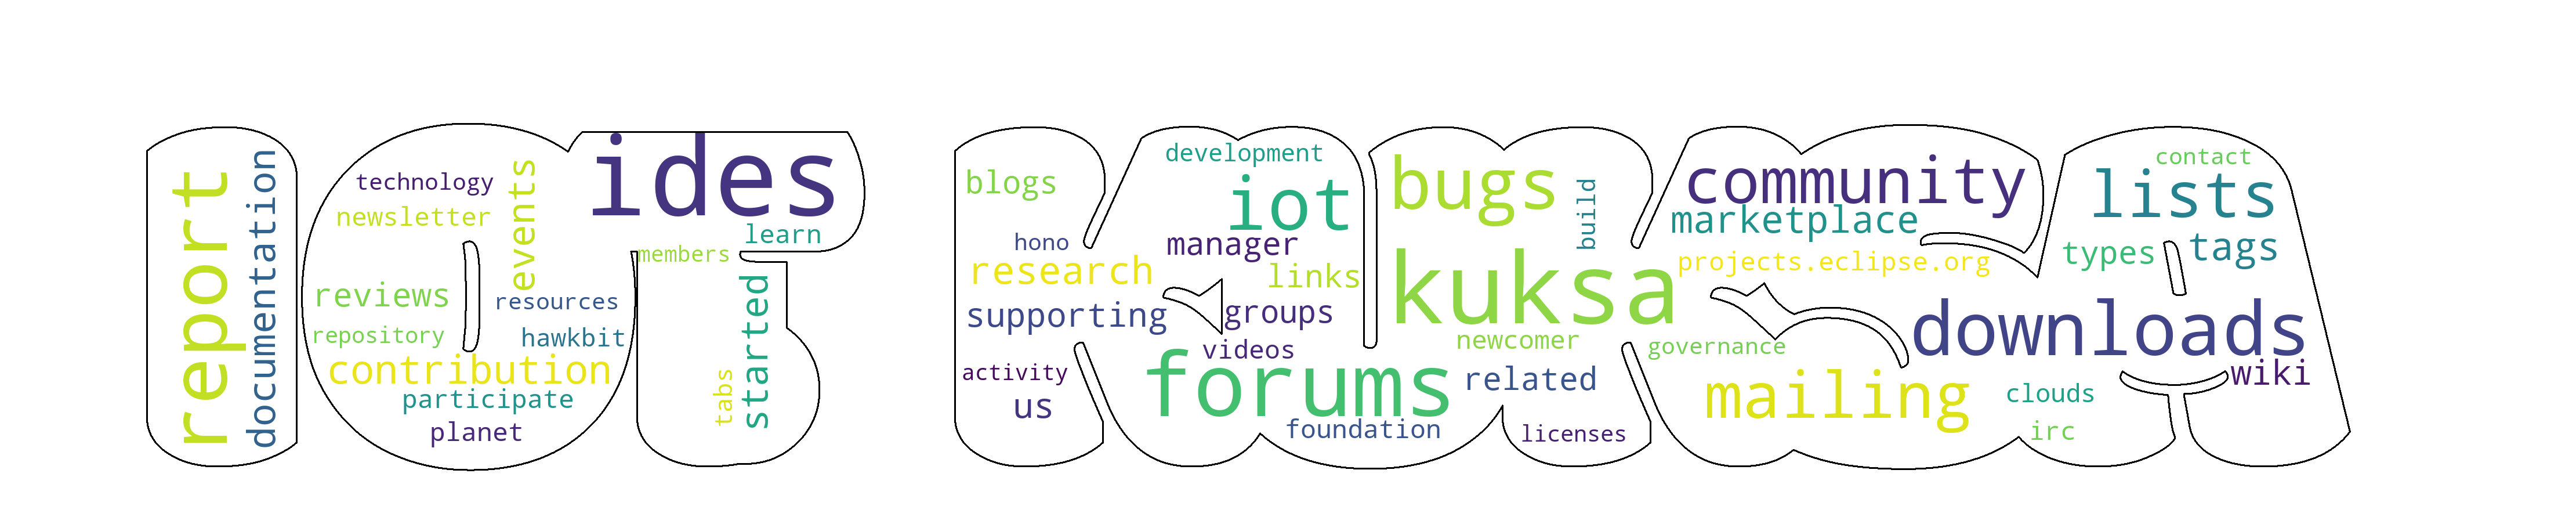 report
documentation
technology
newsletter
events
ides
learn
members
reviews
resources
repository
hawkbit
contribution
participate
planet
tabs
started
blogs
development
iot
hono
manager
research
links
supporting
groups
videos
activity
us
forums
foundation
bugs
build
kuksa
newcomer
related
licenses
community
marketplace
projects.eclipse.org
governance
mailing
contact
lists
types
tags
downloads
wiki
clouds
irc